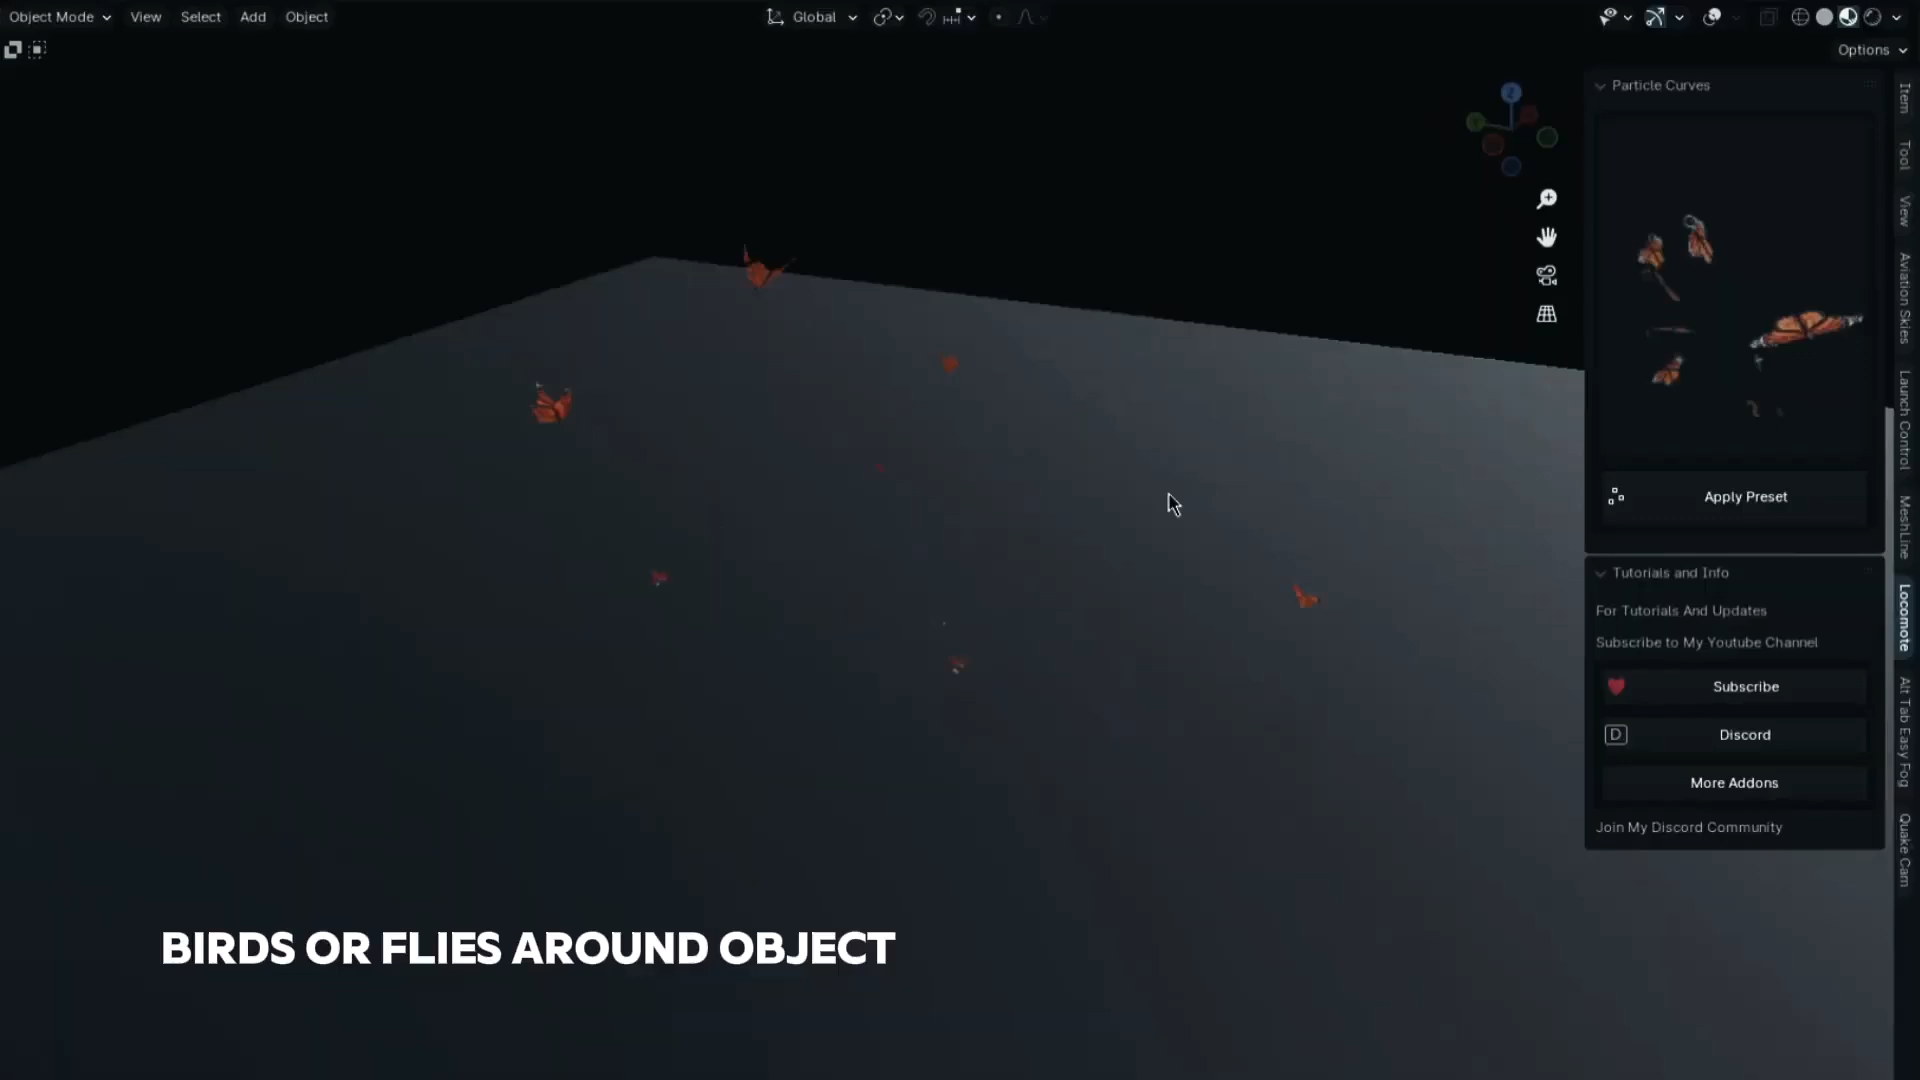 Object Mode View Select Add Object Global
Options
Particle Curves
Apply Preset
Tutorials and Info
For Tutorials And Updates
Subscribe to My Youtube Channel
Subscribe
D Discord
More Addons
Join My Discord Community
Item
Tool
View
Aviation Skies
Launch Control
MeshLine
Locomote
Alt Tab Easy Fog
Quake Cam
Z
BIRDS OR FLIES AROUND OBJECT